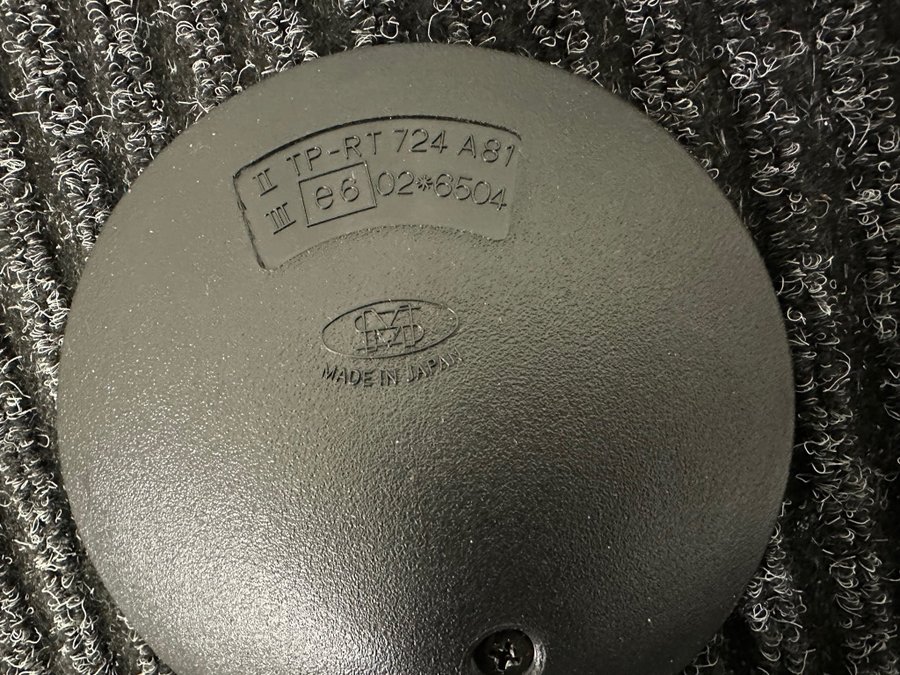 II TP-RT 724 A81
III e6 02*6504
MADE IN JAPAN